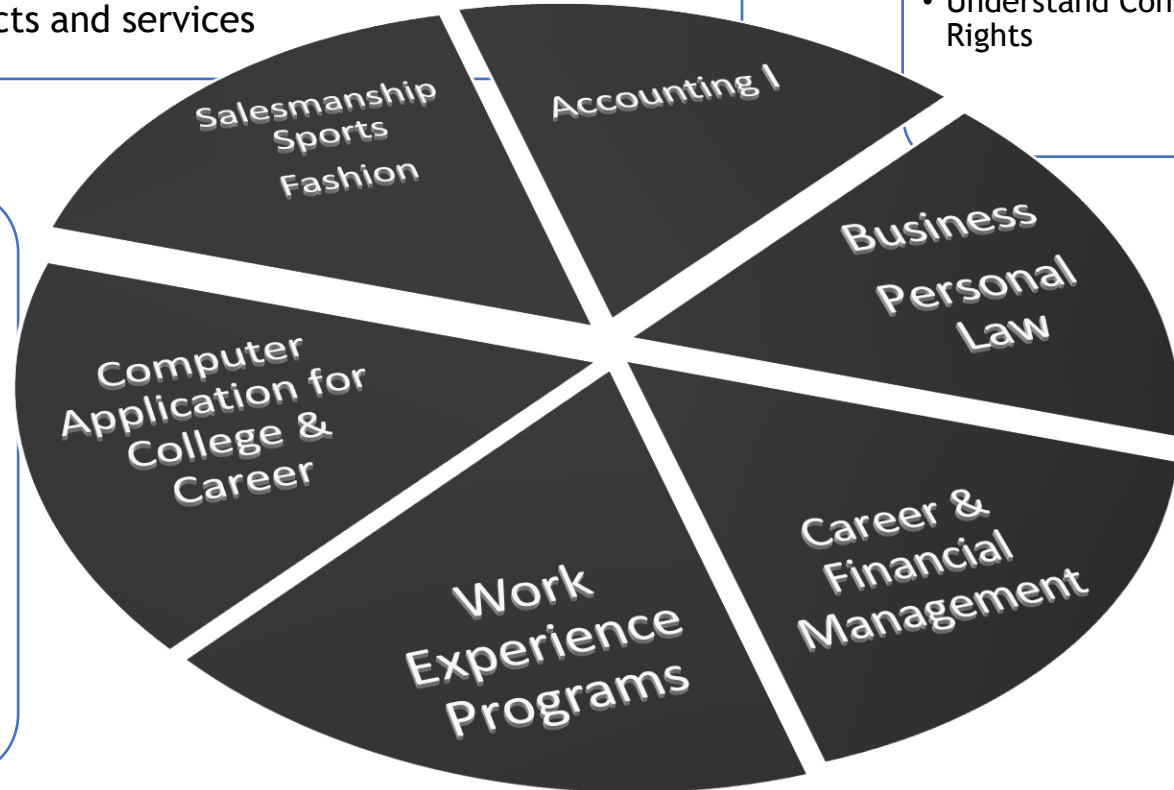 cts and services
• Understand Con
Rights
Salesmanship
Sports
Fashion
Accounting I
Business
Personal
Law
Computer
Application for
College &
Career
Career &
Financial
Management
Work
Experience
Programs